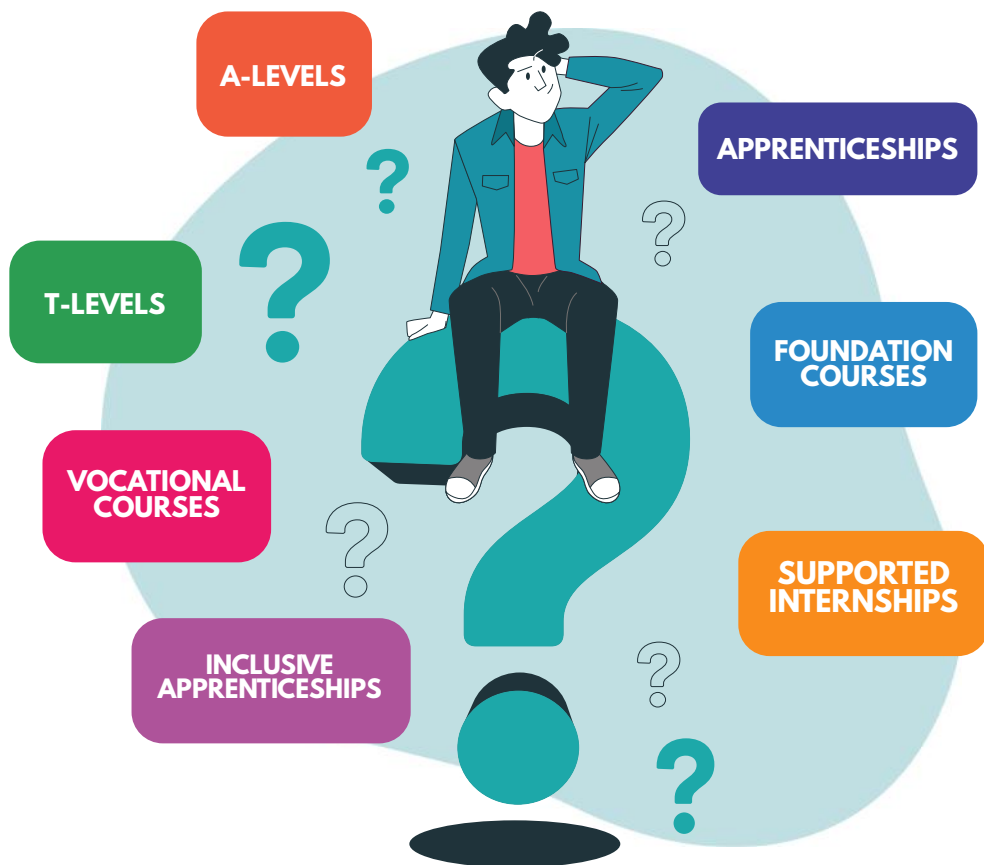 A-LEVELS
APPRENTICESHIPS
T-LEVELS
FOUNDATION
COURSES
VOCATIONAL
COURSES
SUPPORTED
INTERNSHIPS
INCLUSIVE
APPRENTICESHIPS
?
?
?
?
?
?
?